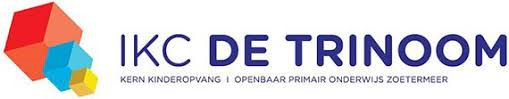 IKC DE TRINOOM
KERN KINDEROPVANG | OPENBAAR PRIMAIR ONDERWIJS ZOETERMEER